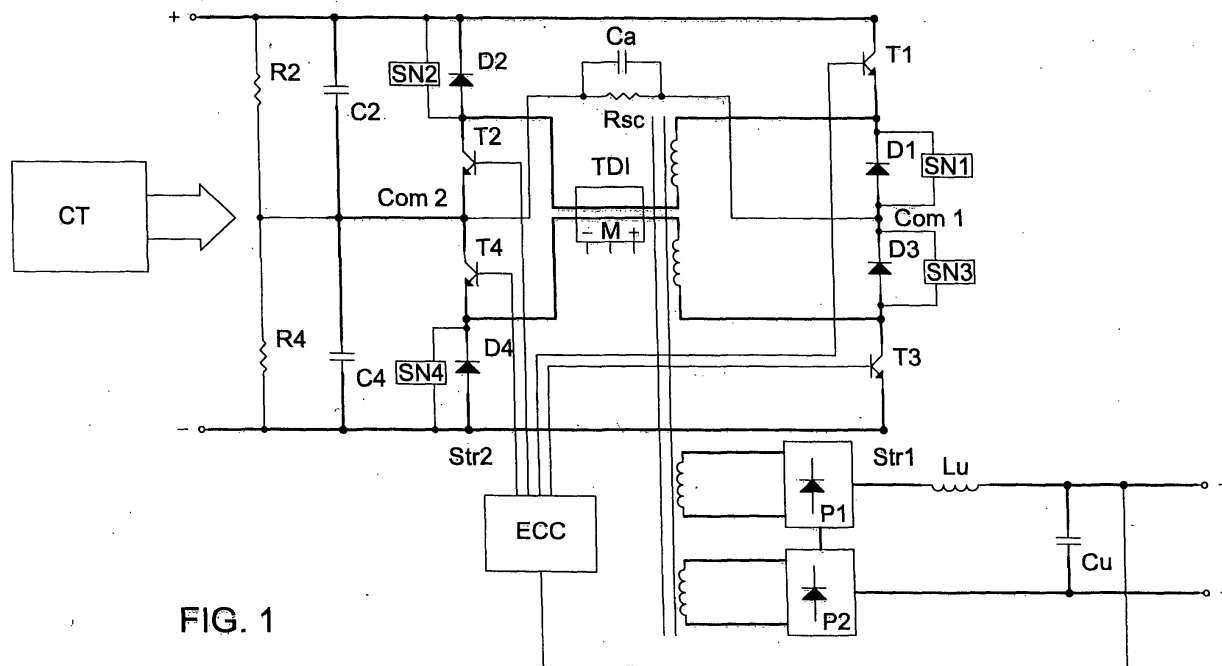 +
Ca
T1
R2
SN2
D2
C2
Rsc
T2
TDI
D1
SN1
CT
Com 2
Com 1
− M +
T4
D3
SN3
R4
D4
T3
C4
SN4
−
Str2
Str1
Lu
P1
ECC
Cu
P2
FIG. 1